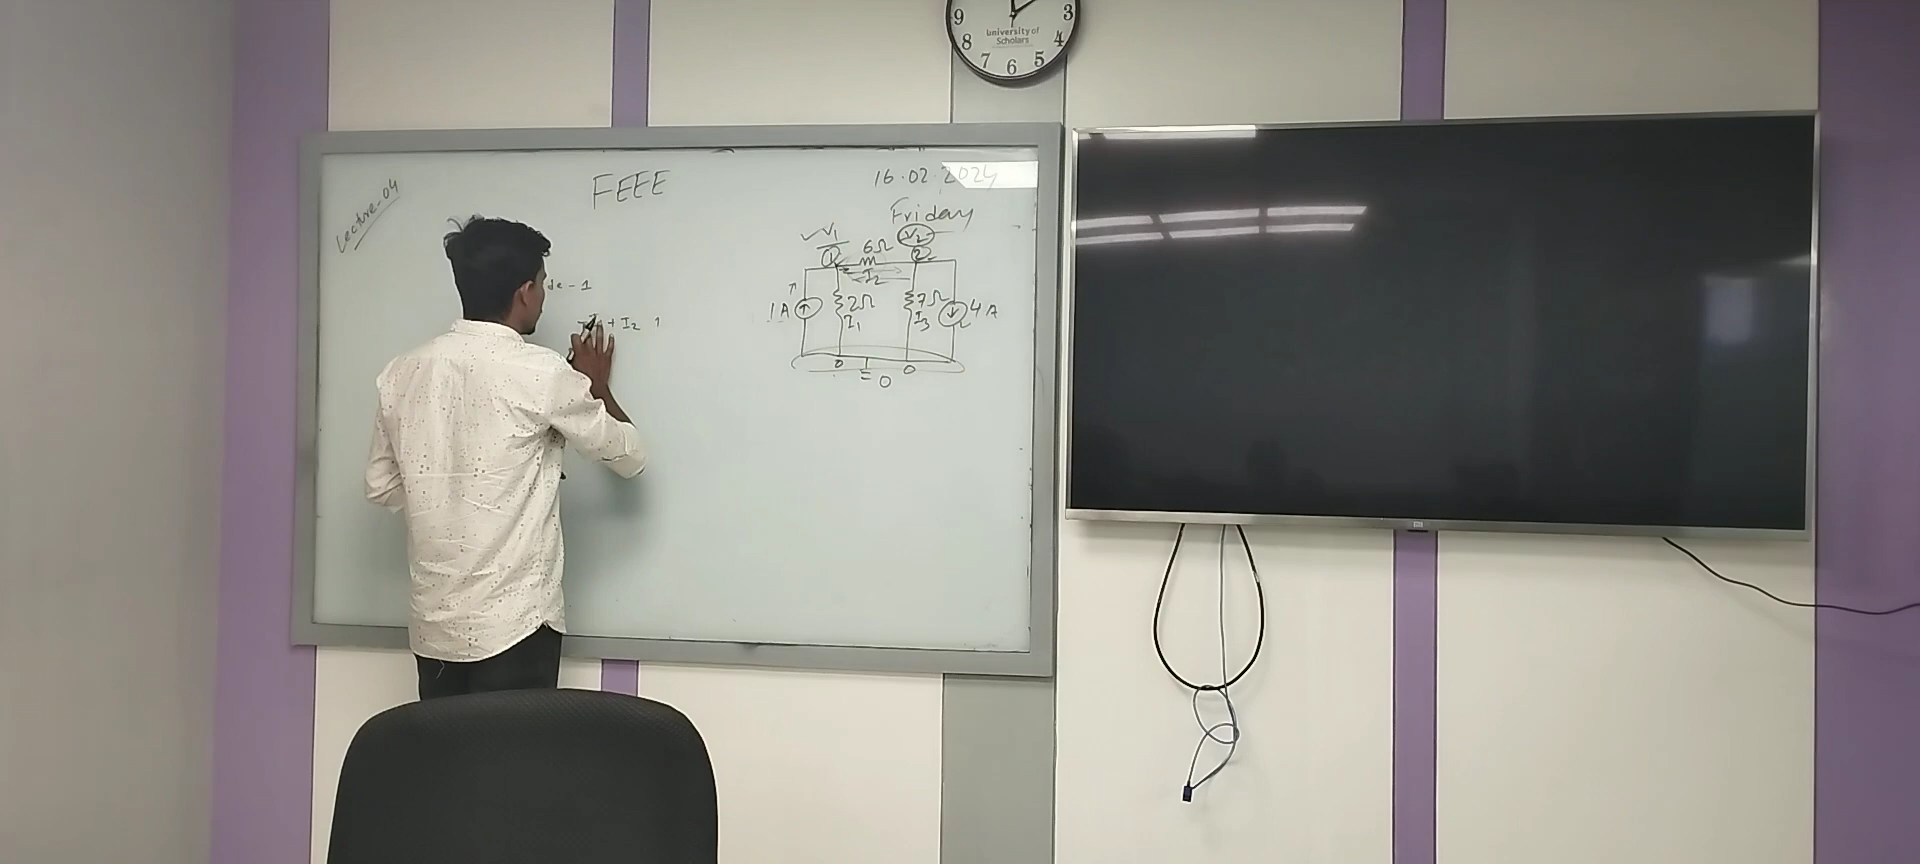 9 3
8 4
7 6 5
University of
Scholars
Lecture-04
FEEE
16.02.2024
Friday
de - 1
+ I2 1
V1 V2
1 6Ω 2
I2
1A 2Ω 7Ω 4A
I1 I3
0 0
= 0